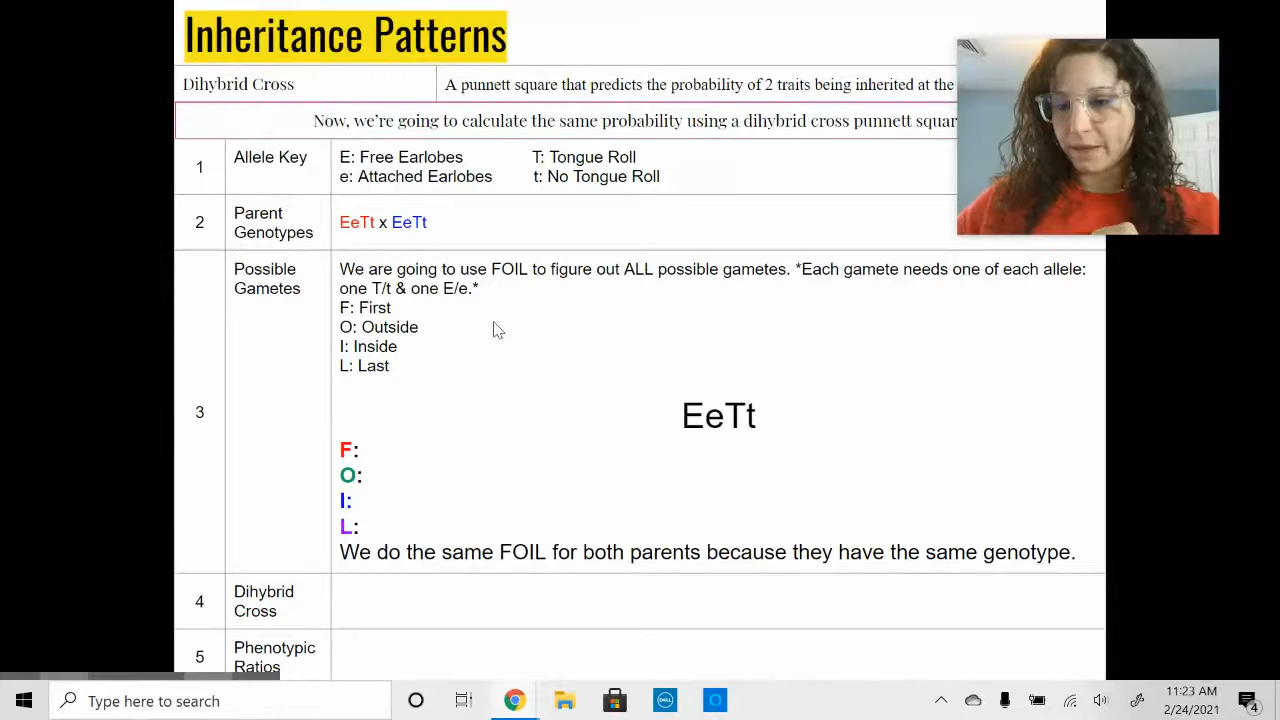 Inheritance Patterns
Dihybrid Cross
A punnett square that predicts the probability of 2 traits being inherited at the
Now, we're going to calculate the same probability using a dihybrid cross punnett squar
1
Allele Key
E: Free Earlobes T: Tongue Roll
e: Attached Earlobes t: No Tongue Roll
2
Parent
Genotypes
EeTt x EeTt
3
Possible
Gametes
We are going to use FOIL to figure out ALL possible gametes. *Each gamete needs one of each allele:
one T/t & one E/e.*
F: First
O: Outside
I: Inside
L: Last
EeTt
F:
O:
I:
L:
We do the same FOIL for both parents because they have the same genotype.
4
Dihybrid
Cross
5
Phenotypic
Ratios
Type here to search
DELL
11:23 AM
2/24/2021
4